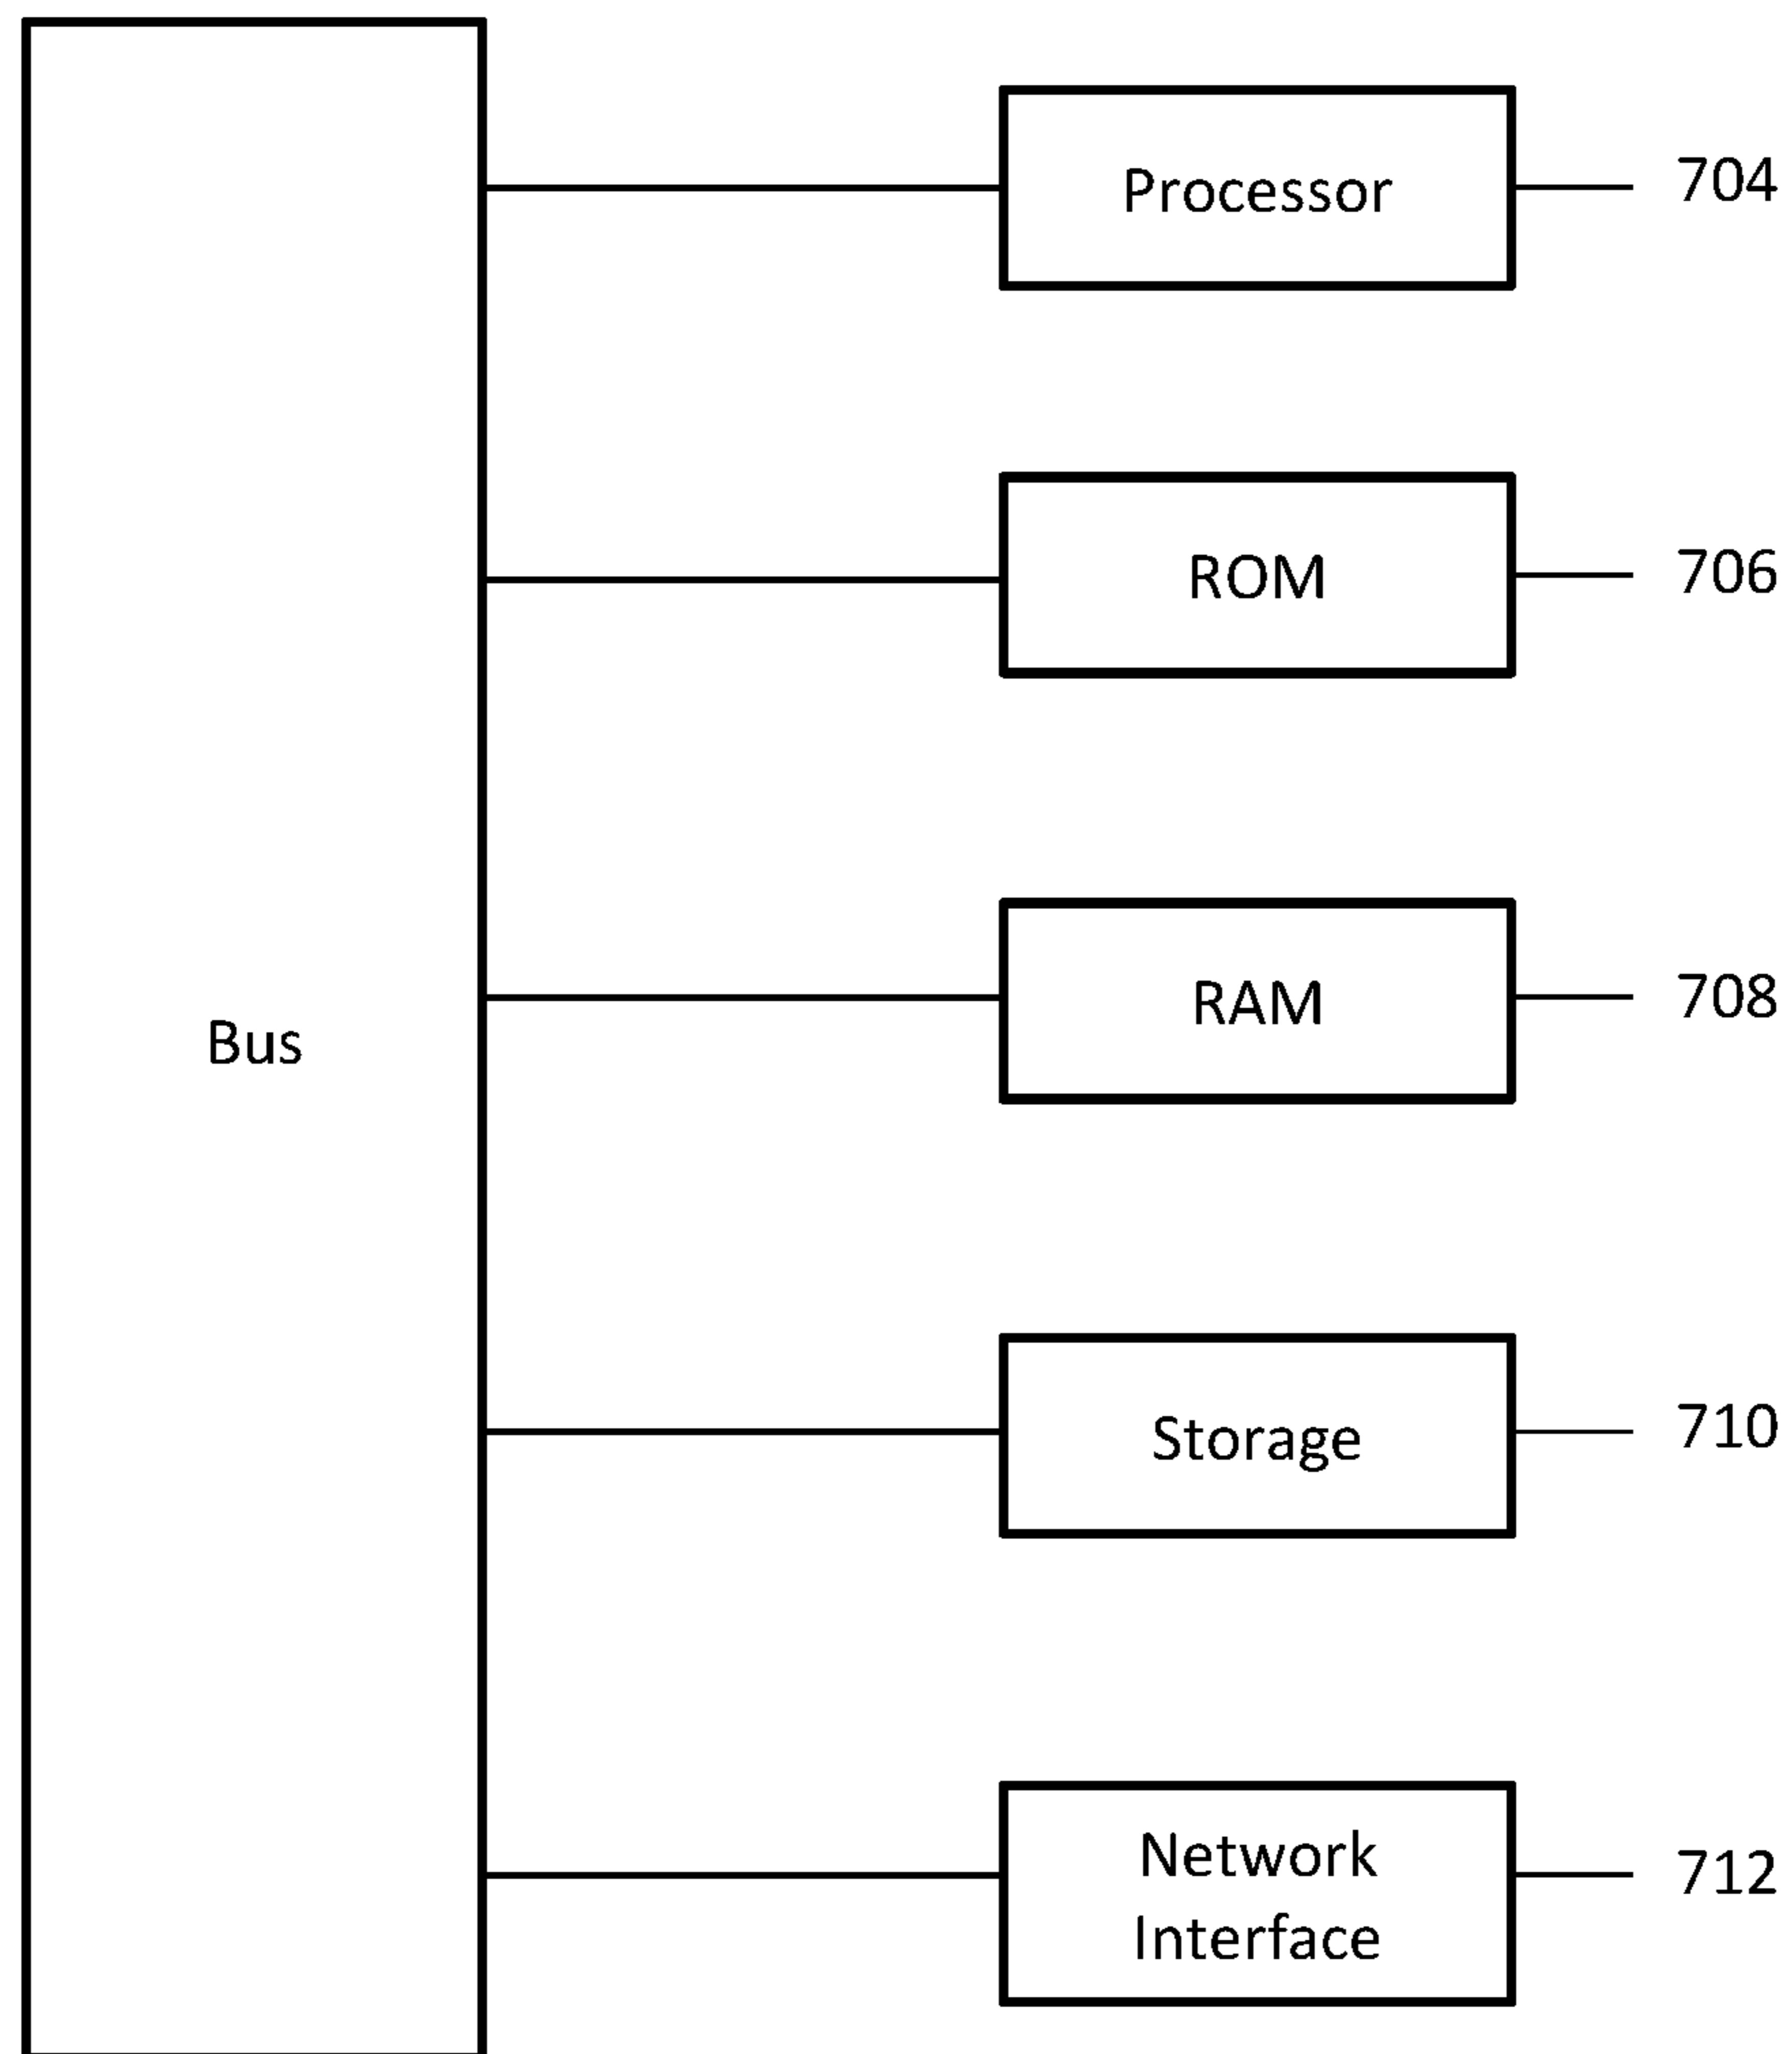 Processor
704
ROM
706
RAM
708
Bus
Storage
710
Network
Interface
712